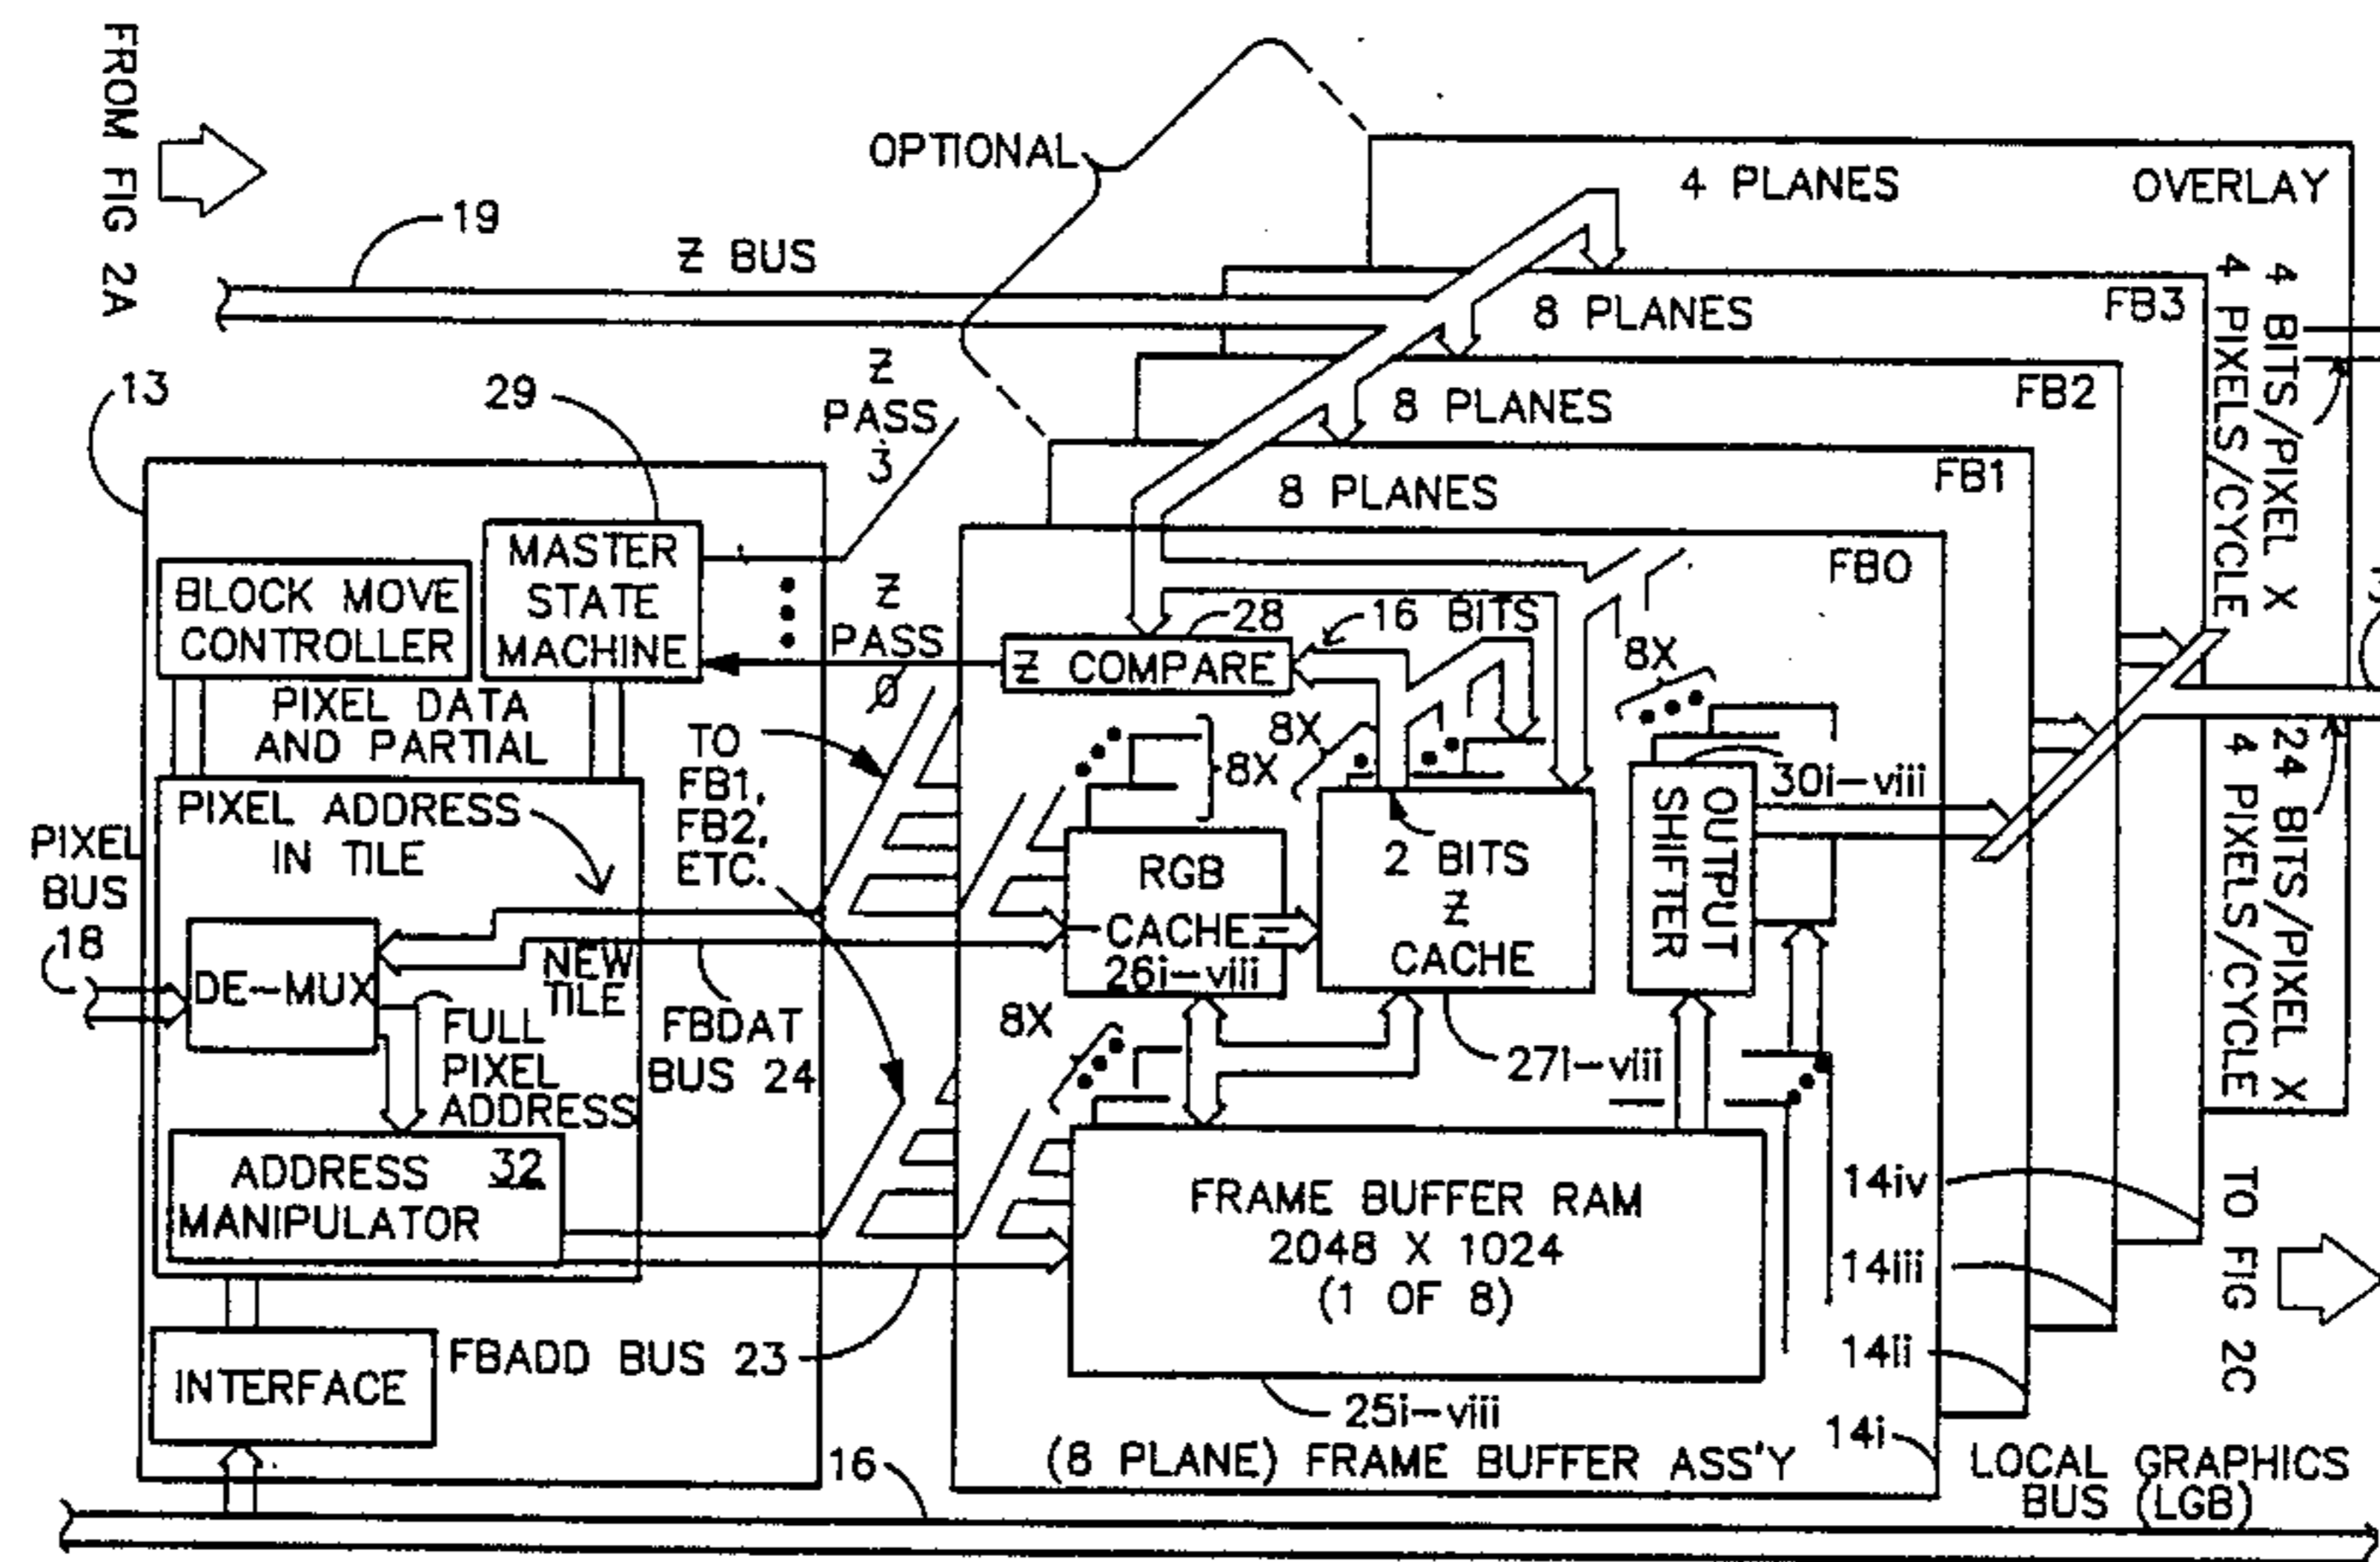 FROM FIG 2A
OPTIONAL
4 PLANES
OVERLAY
19
Z BUS
8 PLANES
FB3
4 BITS/PIXEL X
4 PIXELS/CYCLE
13
29
Z
PASS
3
8 PLANES
FB2
8 PLANES
FB1
MASTER
STATE
MACHINE
BLOCK MOVE
CONTROLLER
FB0
Z
PASS
0
28
16 BITS
Z COMPARE
8X
PIXEL DATA
AND PARTIAL
PIXEL ADDRESS
IN TILE
TO
FB1,
FB2,
ETC.
8X
8X
30i-viii
OUTPUT
SHIFTER
24 BITS/PIXEL X
4 PIXELS/CYCLE
PIXEL
BUS
18
RGB
CACHE
26i-viii
2 BITS
Z
CACHE
DE-MUX
NEW
TILE
FULL
PIXEL
ADDRESS
FBDAT
BUS 24
8X
27i-viii
ADDRESS 32
MANIPULATOR
FRAME BUFFER RAM
2048 X 1024
(1 OF 8)
14iv
14iii
14ii
14i
TO FIG 2C
INTERFACE
FBADD BUS 23
25i-viii
16
(8 PLANE) FRAME BUFFER ASS'Y
LOCAL GRAPHICS
BUS (LGB)